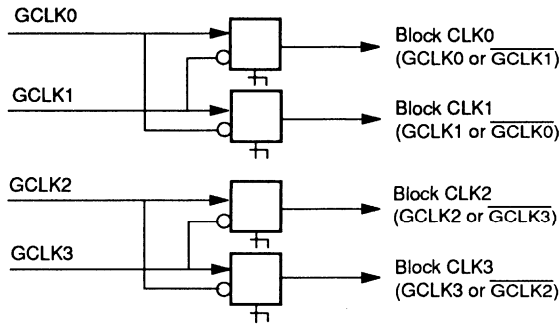 GCLK0
Block CLK0
(GCLK0 or GCLK1)
GCLK1
Block CLK1
(GCLK1 or GCLK0)
GCLK2
Block CLK2
(GCLK2 or GCLK3)
GCLK3
Block CLK3
(GCLK3 or GCLK2)